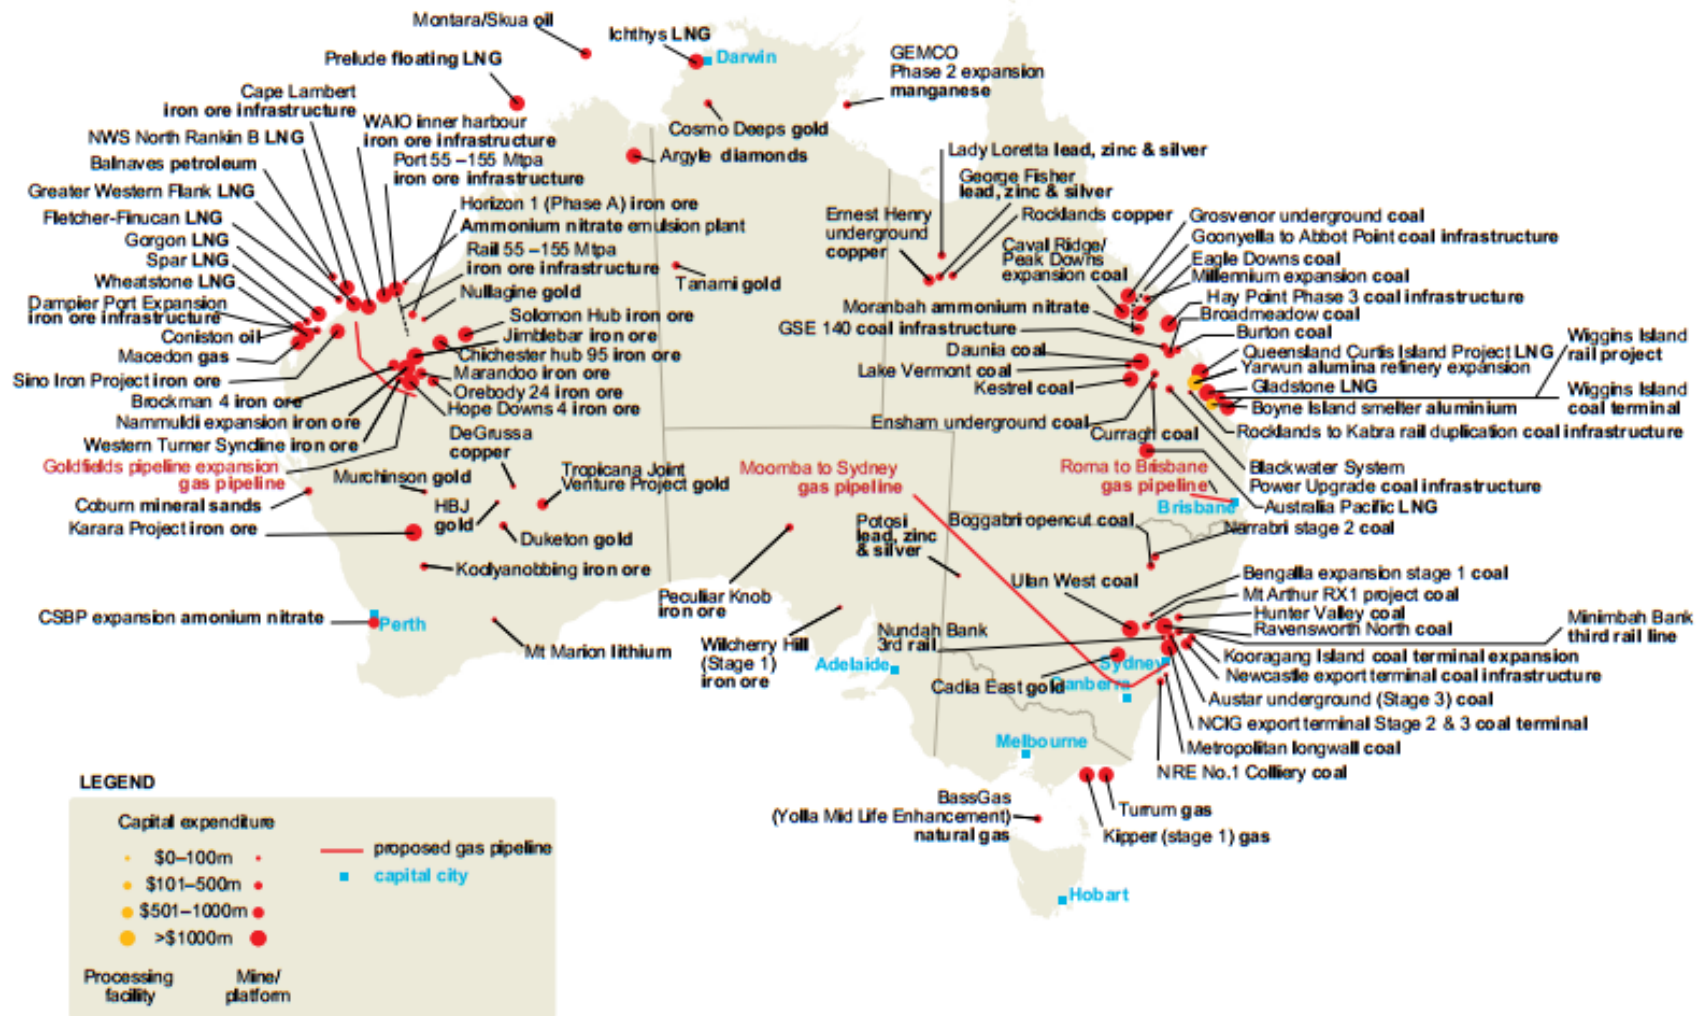 Montara/Skua oil
Ichthys LNG
Darwin
Prelude floating LNG
GEMCO
Phase 2 expansion
manganese
Cape Lambert
iron ore infrastructure
WAIO inner harbour
iron ore infrastructure
NWS North Rankin B LNG
Balnaves petroleum
Port 55 –155 Mtpa
iron ore infrastructure
Cosmo Deeps gold
Argyle diamonds
Lady Loretta lead, zinc & silver
George Fisher
lead, zinc & silver
Greater Western Flank LNG
Horizon 1 (Phase A) iron ore
Fletcher-Finucan LNG
Ammonium nitrate emulsion plant
Ernest Henry
underground
copper
Rocklands copper
Grosvenor underground coal
Goonyella to Abbot Point coal infrastructure
Gorgon LNG
Rail 55 –155 Mtpa
iron ore infrastructure
Caval Ridge/
Peak Downs
expansion coal
Eagle Downs coal
Spar LNG
Millennium expansion coal
Wheatstone LNG
Nullagine gold
Tanami gold
Hay Point Phase 3 coal infrastructure
Dampier Port Expansion
iron ore infrastructure
Solomon Hub iron ore
Moranbah ammonium nitrate
Broadmeadow coal
Coniston oil
Jimblebar iron ore
GSE 140 coal infrastructure
Burton coal
Wiggins Island
rail project
Macedon gas
Chichester hub 95 iron ore
Daunia coal
Queensland Curtis Island Project LNG
Yarwun alumina refinery expansion
Sino Iron Project iron ore
Marandoo iron ore
Lake Vermont coal
Gladstone LNG
Wiggins Island
coal terminal
Brockman 4 iron ore
Orebody 24 iron ore
Kestrel coal
Boyne Island smelter aluminium
Nammuldi expansion iron ore
Hope Downs 4 iron ore
Ensham underground coal
Curragh coal
Rocklands to Kabra rail duplication coal infrastructure
Western Turner Syncline iron ore
DeGrussa
copper
Goldfields pipeline expansion
gas pipeline
Murchinson gold
Tropicana Joint
Venture Project gold
Moomba to Sydney
gas pipeline
Roma to Brisbane
gas pipeline
Blackwater System
Power Upgrade coal infrastructure
Coburn mineral sands
HBJ
gold
Brisbane
Australia Pacific LNG
Karara Project iron ore
Duketon gold
Potosi
lead, zinc
& silver
Boggabri opencut coal
Narrabri stage 2 coal
Koolyanobbing iron ore
Ulan West coal
Bengalla expansion stage 1 coal
Peculiar Knob
iron ore
Mt Arthur RX1 project coal
CSBP expansion amonium nitrate
Perth
Hunter Valley coal
Minimbah Bank
third rail line
Mt Marion lithium
Wilcherry Hill
(Stage 1)
iron ore
Nundah Bank
3rd rail
Ravensworth North coal
Adelaide
Sydney
Kooragang Island coal terminal expansion
Newcastle export terminal coal infrastructure
Cadia East gold
Canberra
Austar underground (Stage 3) coal
NCIG export terminal Stage 2 & 3 coal terminal
Melbourne
Metropolitan longwall coal
NRE No.1 Colliery coal
BassGas
(Yolla Mid Life Enhancement)
natural gas
Turrum gas
Kipper (stage 1) gas
Hobart
LEGEND
Capital expenditure
$0–100m
$101–500m
$501–1000m
>$1000m
proposed gas pipeline
capital city
Processing
facility
Mine/
platform